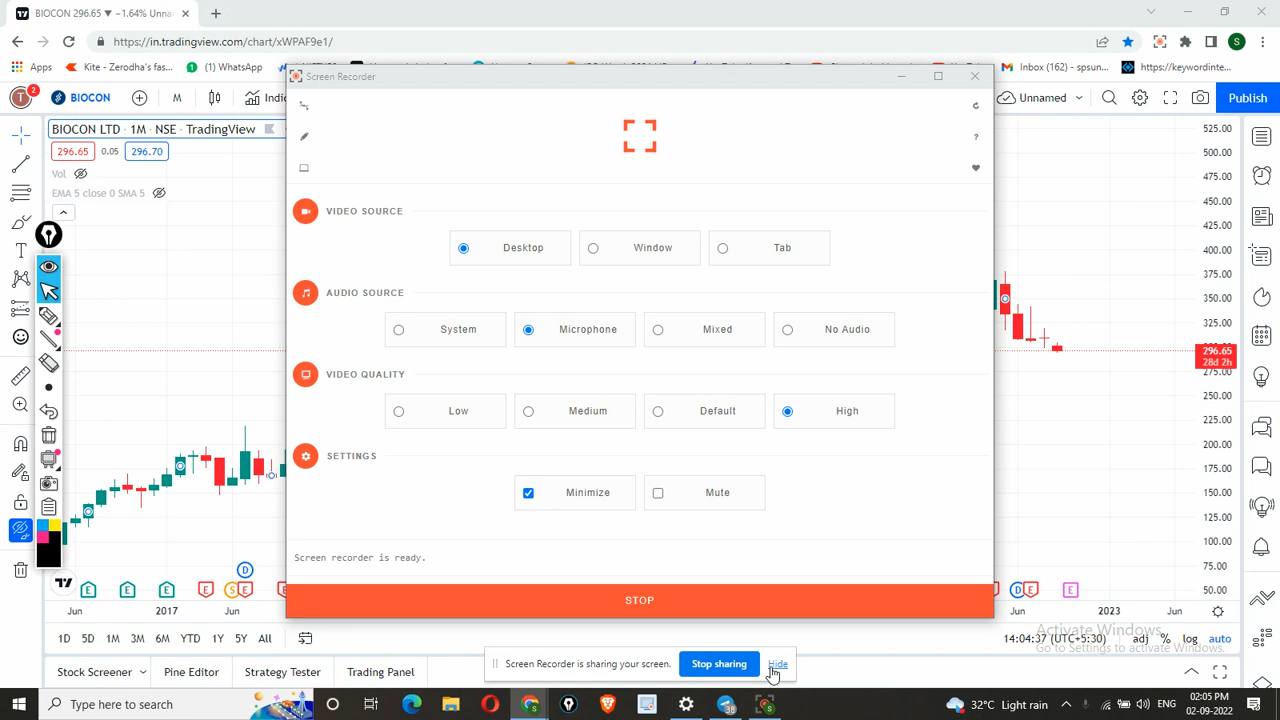 BIOCON 296.65 ▼ −1.64% Unna
https://in.tradingview.com/chart/xWPAF9e1/
S
Apps
Kite - Zerodha's fas...
(1) WhatsApp
Inbox (162) - spsun...
https://keywordinte...
Screen Recorder
T
2
BIOCON
M
Indi
Unnamed
Publish
BIOCON LTD · 1M · NSE · TradingView
296.65
0.05
296.70
Vol
EMA 5 close 0 SMA 5
VIDEO SOURCE
Desktop
Window
Tab
AUDIO SOURCE
System
Microphone
Mixed
No Audio
VIDEO QUALITY
Low
Medium
Default
High
SETTINGS
Minimize
Mute
Screen recorder is ready.
STOP
525.00
500.00
475.00
450.00
425.00
400.00
375.00
350.00
325.00
296.65
28d 2h
275.00
250.00
225.00
200.00
175.00
150.00
125.00
100.00
75.00
50.00
D
E
E
E
E
S
E
D
E
E
Jun
2017
Jun
Jun
2023
Jun
1D
5D
1M
3M
6M
YTD
1Y
5Y
All
14:04:37 (UTC+5:30)
adj
%
log
auto
Activate Windows
Go to Settings to activate Windows.
Screen Recorder is sharing your screen.
Stop sharing
Hide
Stock Screener
Pine Editor
Strategy Tester
Trading Panel
Type here to search
32°C Light rain
ENG
02:05 PM
02-09-2022